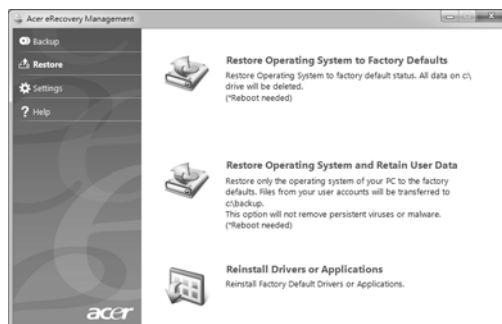 Acer eRecovery Management
Backup
Restore
Settings
? Help
Restore Operating System to Factory Defaults
Restore Operating System to factory default status. All data on c:\
drive will be deleted.
(*Reboot needed)
Restore Operating System and Retain User Data
Restore only the operating system of your PC to the factory
defaults. Files from your user accounts will be transferred to
c:\backup.
This option will not remove persistent viruses or malware.
(*Reboot needed)
Reinstall Drivers or Applications
Reinstall Factory Default Drivers or Applications.
acer